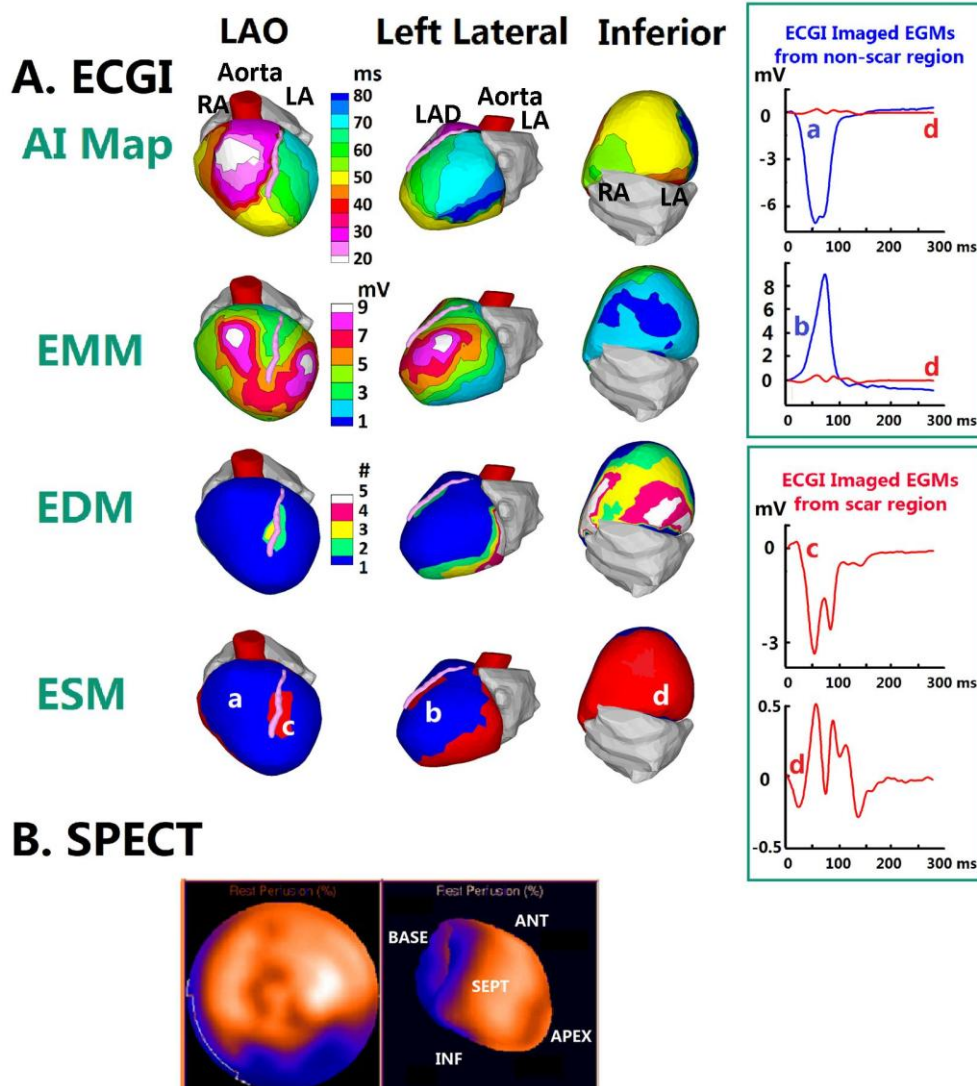 LAO
Left Lateral
Inferior
A. ECGI
AI Map
Aorta
RA
LA
ms
80
70
60
50
40
30
20
LAD
Aorta
LA
RA
LA
EMM
mV
9
7
5
3
1
EDM
#
5
4
3
2
1
ESM
a
c
b
d
ECGI Imaged EGMs
from non-scar region
mV
0
-3
-6
a
d
0 100 200 300 ms
8
6
4
2
0
b
d
0 100 200 300 ms
ECGI Imaged EGMs
from scar region
mV
0
-3
c
0 100 200 300 ms
0.5
0
-0.5
d
0 100 200 300 ms
B. SPECT
Rest Perfusion (%)
Rest Perfusion (%)
BASE
ANT
SEPT
INF
APEX